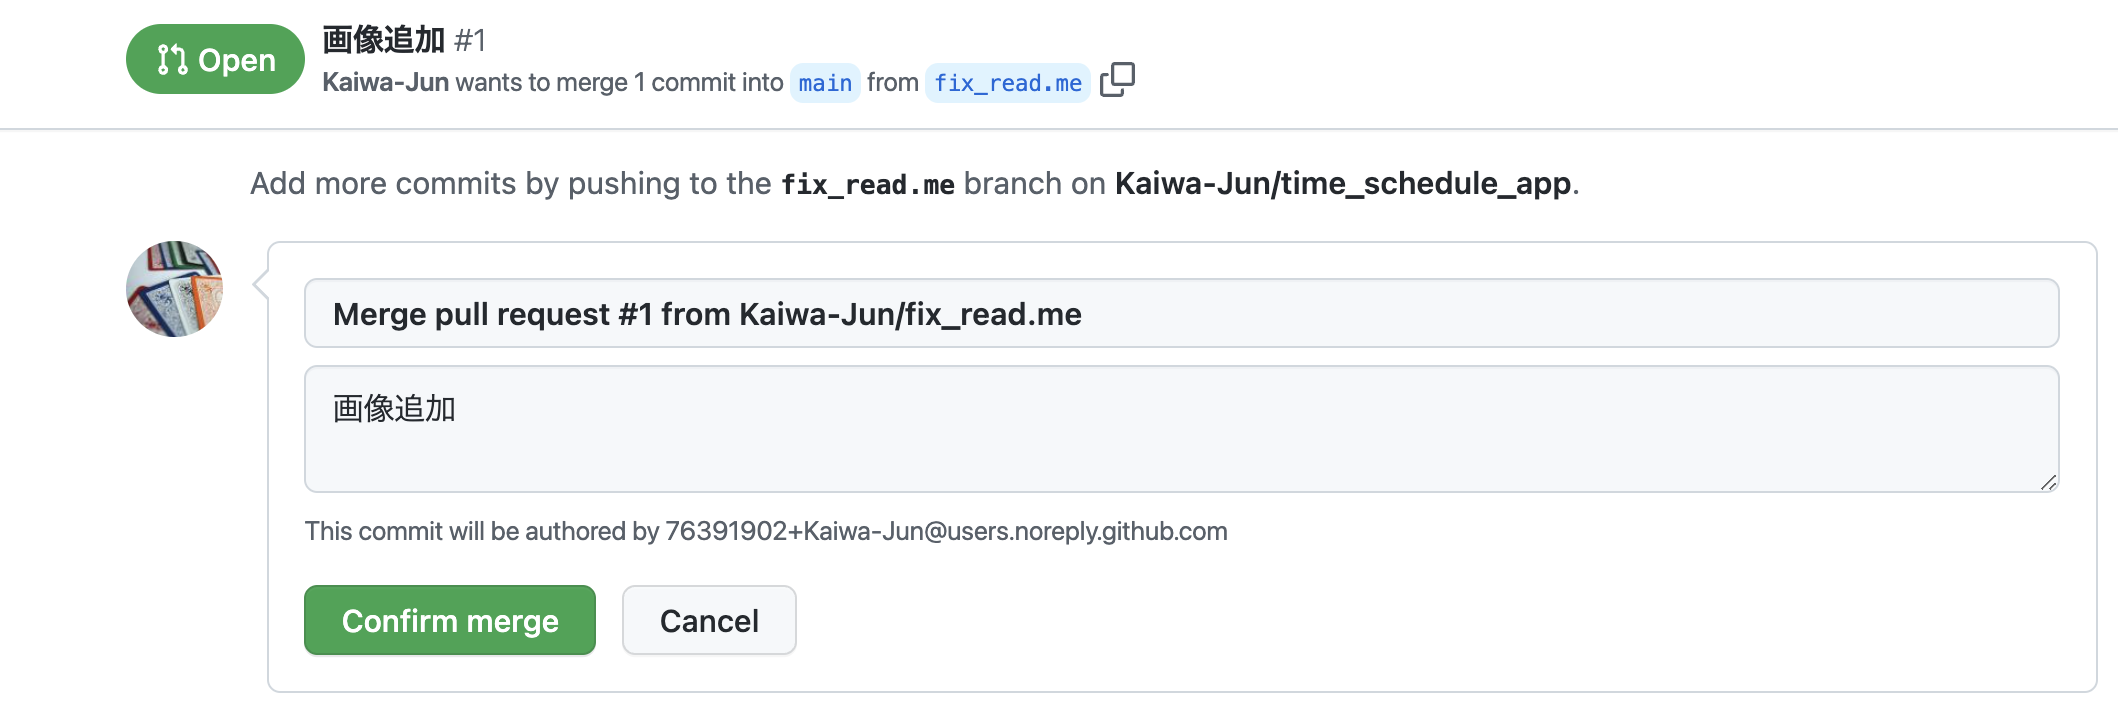 Open
画像追加 #1
Kaiwa-Jun wants to merge 1 commit into main from fix_read.me
Add more commits by pushing to the fix_read.me branch on Kaiwa-Jun/time_schedule_app.
Merge pull request #1 from Kaiwa-Jun/fix_read.me
画像追加
This commit will be authored by 76391902+Kaiwa-Jun@users.noreply.github.com
Confirm merge Cancel